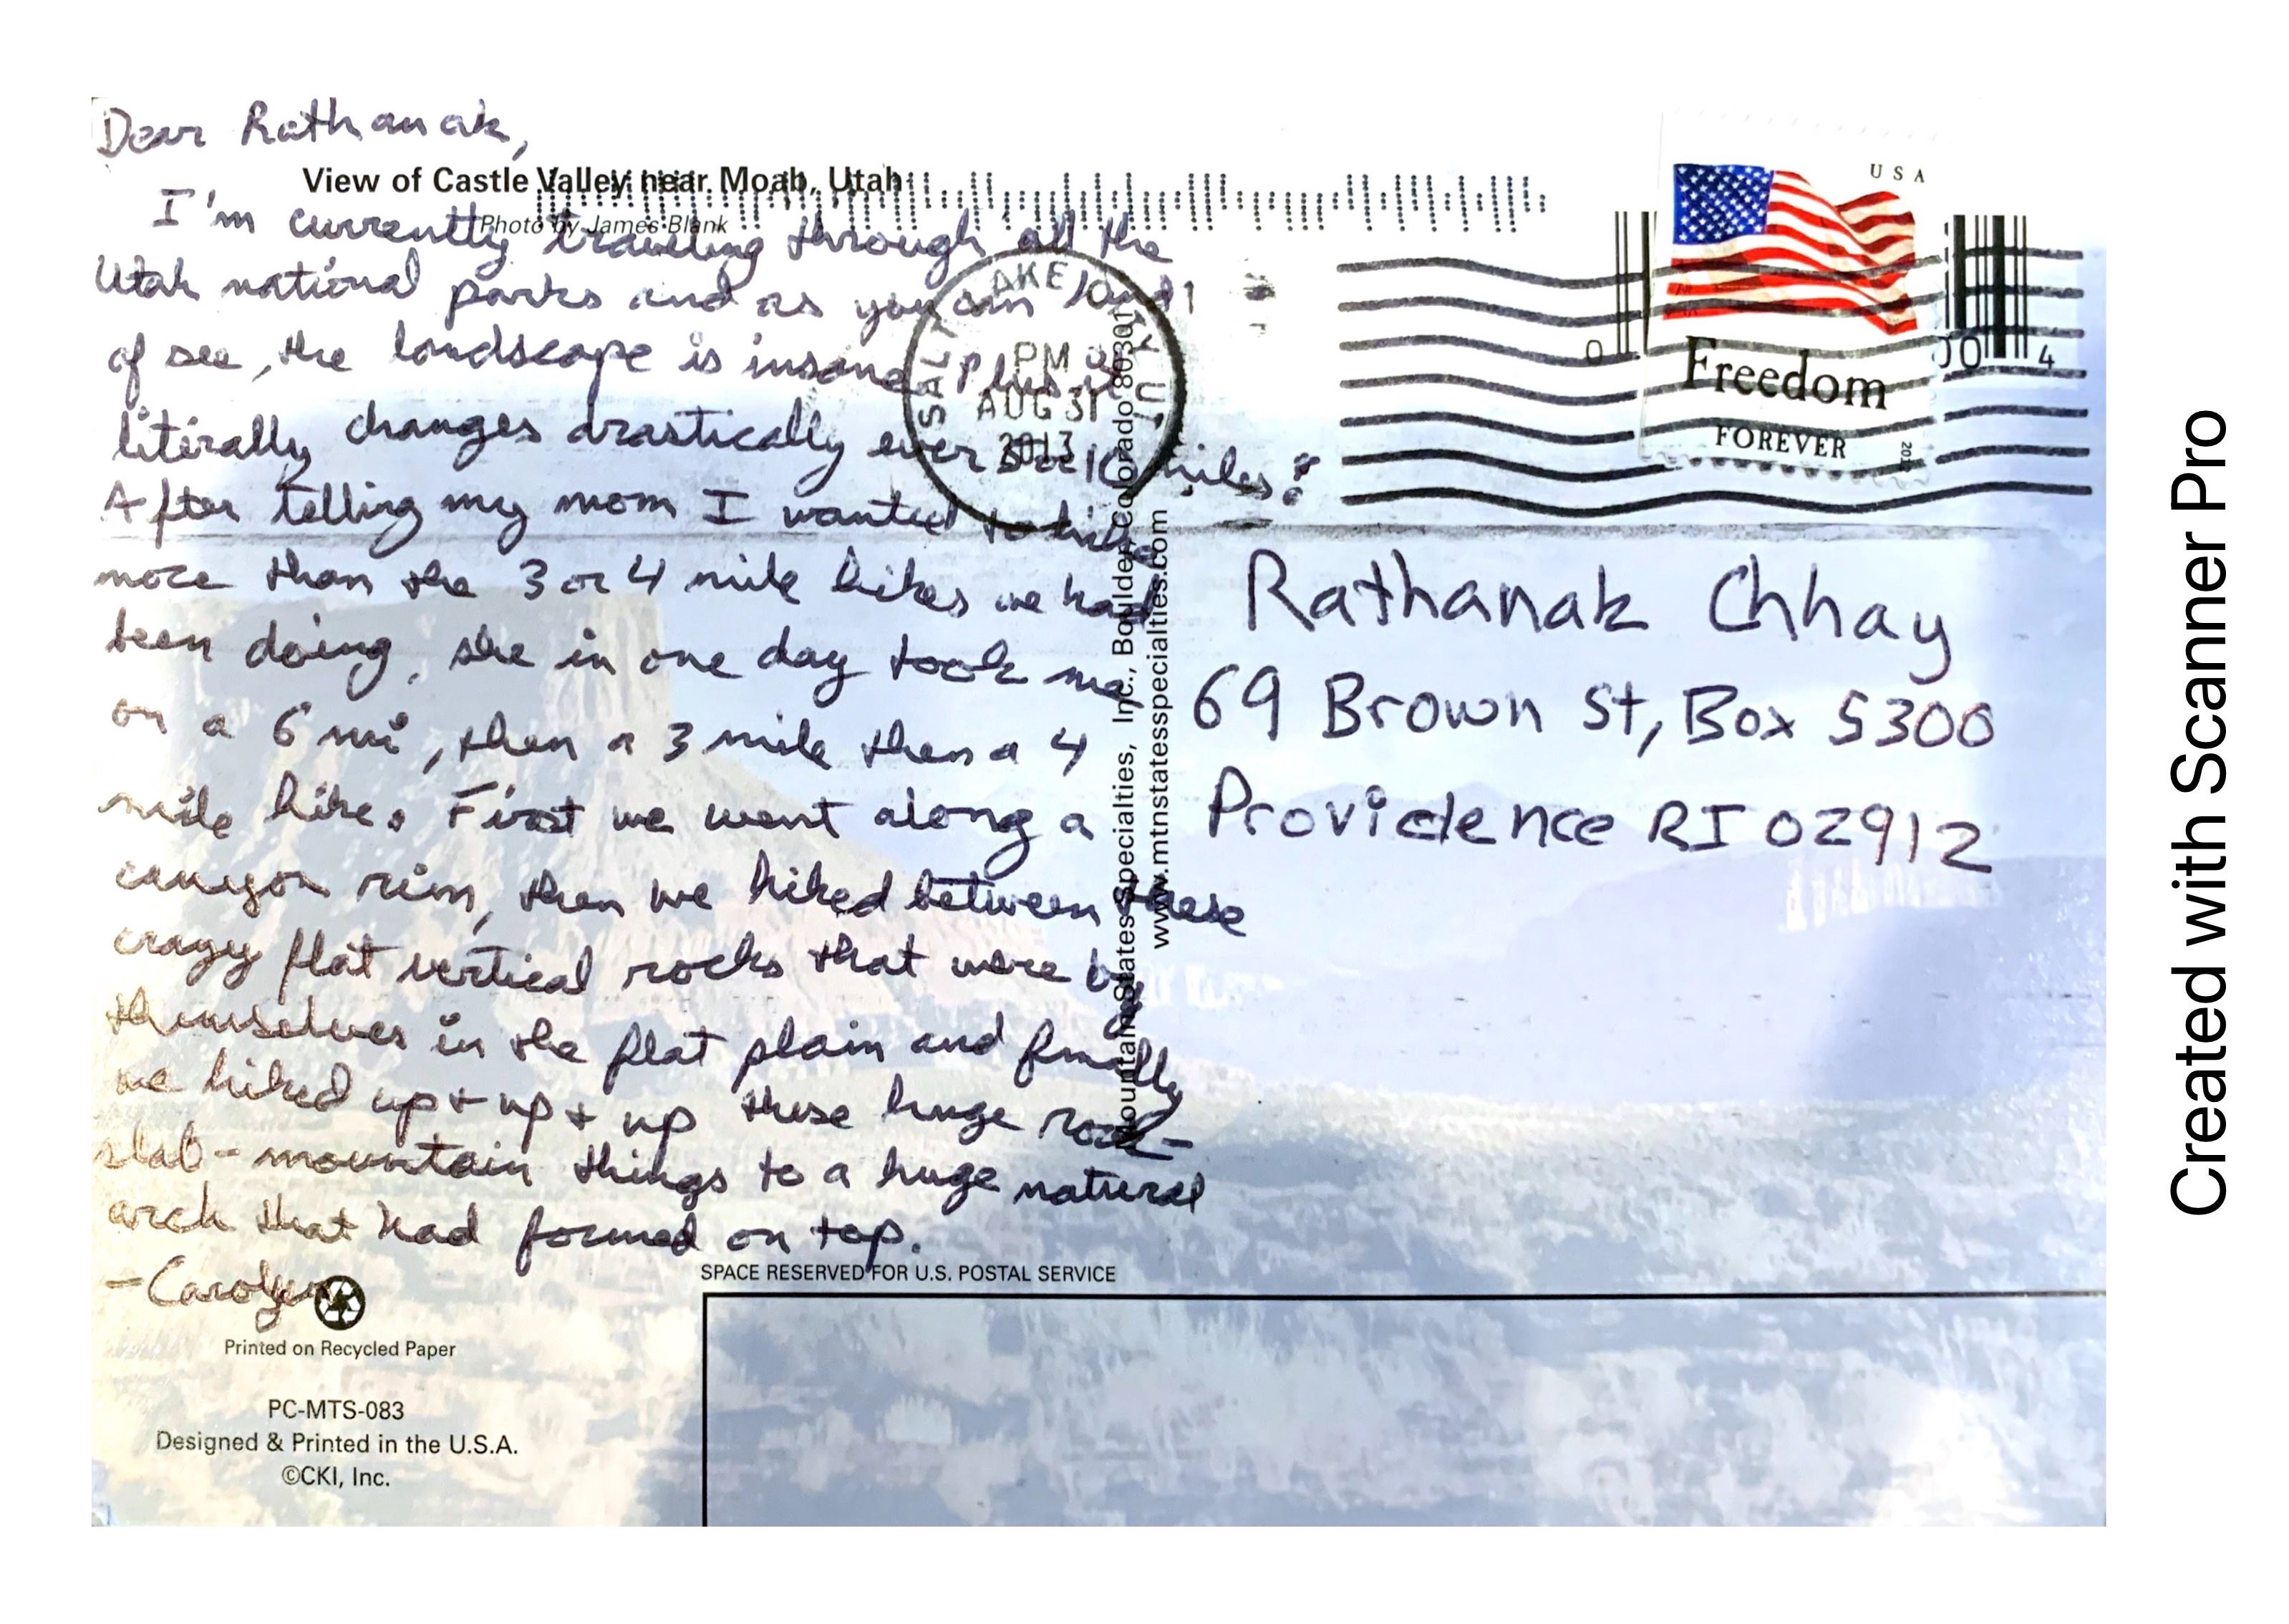 Dear Rathanak,
View of Castle Valley near Moab, Utah
Photo by James Blank
I'm currently traveling through all the
Utah national parks and as you can kind
of see, the landscape is insane. Plus it
literally changes drastically ever 5 or 10 miles!
After telling my mom I wanted to hike
more than the 3 or 4 mile hikes we had
been doing, she in one day took me
on a 6 mi, then a 3 mile then a 4
mile hike. First we went along a
canyon rim, then we hiked between these
crazy flat vertical rocks that were by
themselves in the flat plain and finally
we hiked up + up + up these huge rock-
slab-mountain things to a huge natural
arch that had formed on top.
-Carolyn
Printed on Recycled Paper
PC-MTS-083
Designed & Printed in the U.S.A.
©CKI, Inc.
SPACE RESERVED FOR U.S. POSTAL SERVICE
Mountain States Specialties, Inc., Boulder, Colorado 80301
www.mtnstatesspecialties.com
SALT LAKE CITY UT
PM
AUG 31
2013
USA
Freedom
FOREVER
Rathanak Chhay
69 Brown St, Box 5300
Providence RI 02912
Created with Scanner Pro